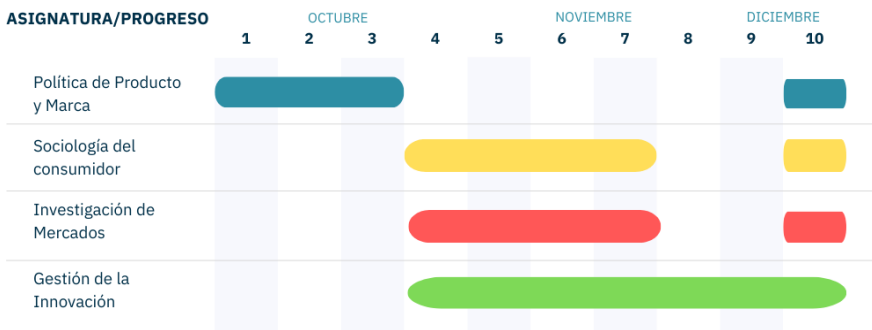 ASIGNATURA/PROGRESO
OCTUBRE NOVIEMBRE DICIEMBRE
1 2 3 4 5 6 7 8 9 10
Política de Producto
y Marca
Sociología del
consumidor
Investigación de
Mercados
Gestión de la
Innovación